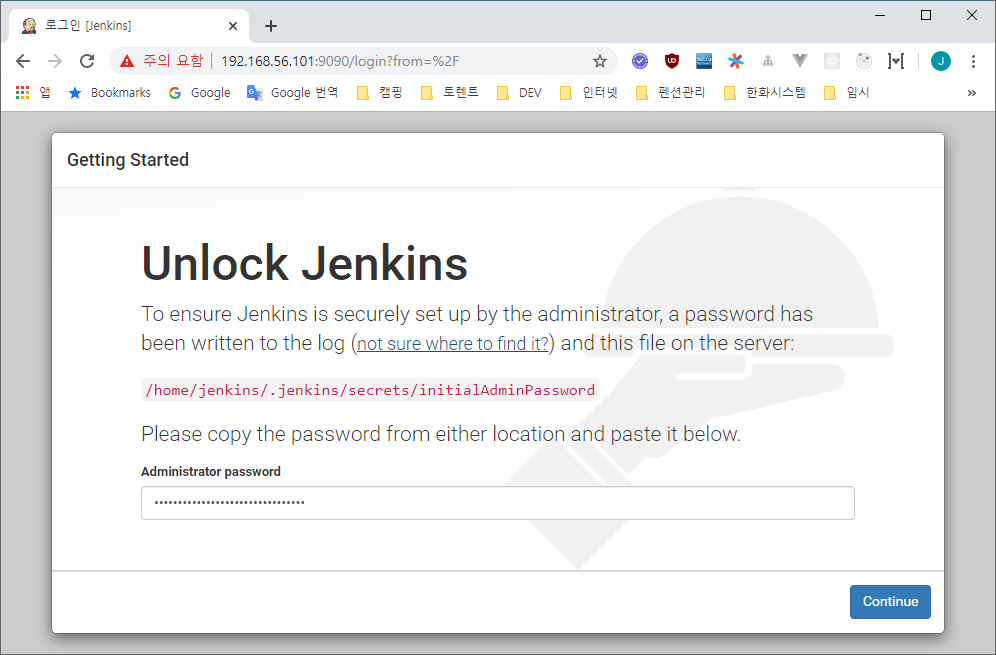 로그인 [Jenkins]
주의 요함 | 192.168.56.101:9090/login?from=%2F
J
앱 Bookmarks Google Google 번역 캠핑 토렌트 DEV 인터넷 펜션관리 한화시스템 임시 »
Getting Started
Unlock Jenkins
To ensure Jenkins is securely set up by the administrator, a password has
been written to the log (not sure where to find it?) and this file on the server:
/home/jenkins/.jenkins/secrets/initialAdminPassword
Please copy the password from either location and paste it below.
Administrator password
Continue